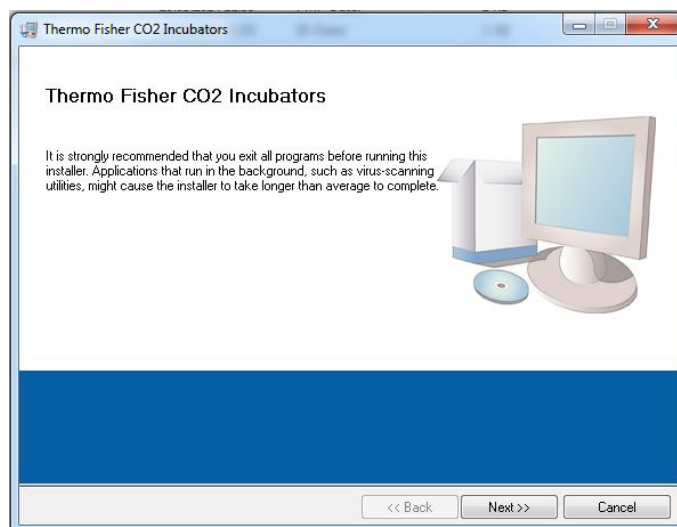 Thermo Fisher CO2 Incubators
Thermo Fisher CO2 Incubators
It is strongly recommended that you exit all programs before running this
installer. Applications that run in the background, such as virus-scanning
utilities, might cause the installer to take longer than average to complete.
<< Back
Next >>
Cancel